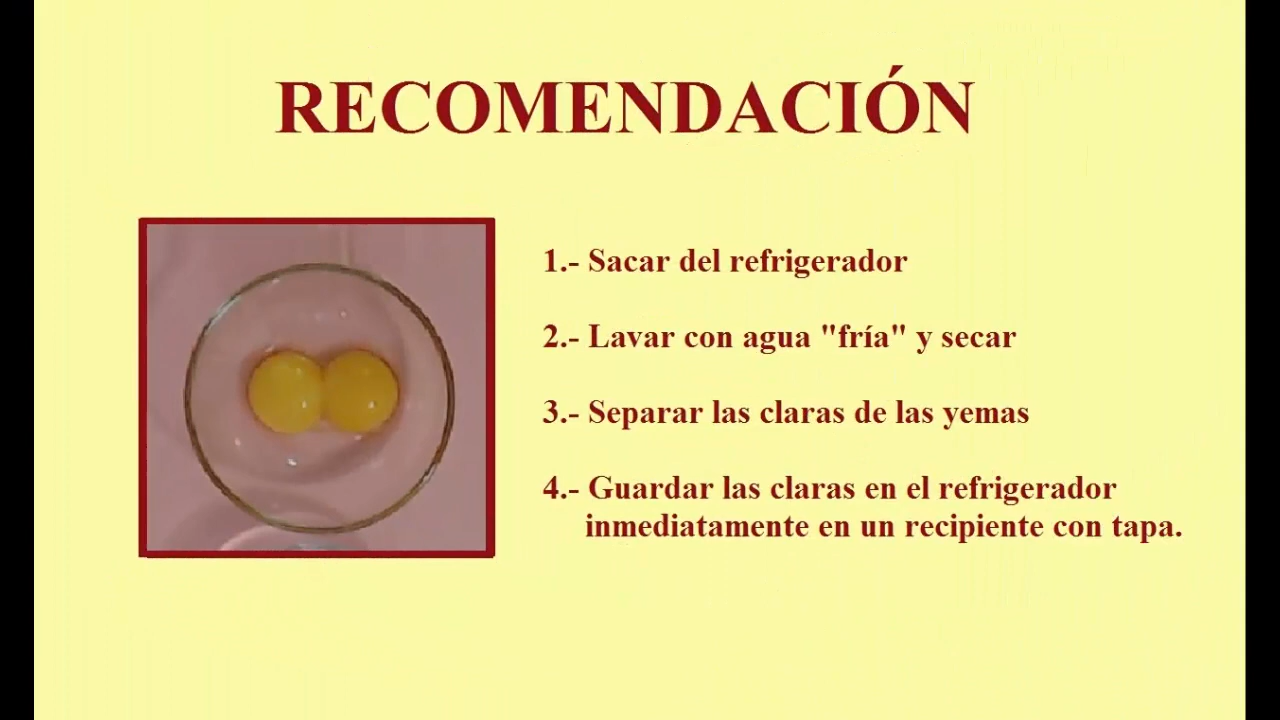 RECOMENDACIÓN
1.- Sacar del refrigerador
2.- Lavar con agua "fría" y secar
3.- Separar las claras de las yemas
4.- Guardar las claras en el refrigerador
inmediatamente en un recipiente con tapa.